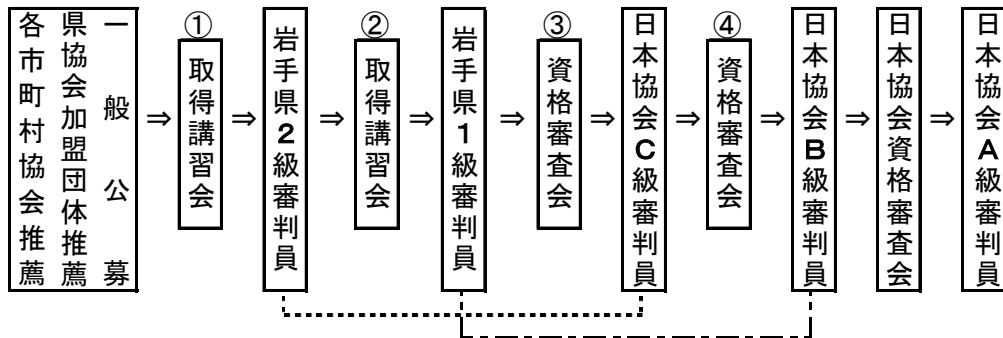 一般公募
県協会加盟団体推薦
各市町村協会推薦
⇒
①
取得講習会
⇒
岩手県2級審判員
⇒
②
取得講習会
⇒
岩手県1級審判員
⇒
③
資格審査会
⇒
日本協会C級審判員
⇒
④
資格審査会
⇒
日本協会B級審判員
⇒
日本協会資格審査会
⇒
日本協会A級審判員